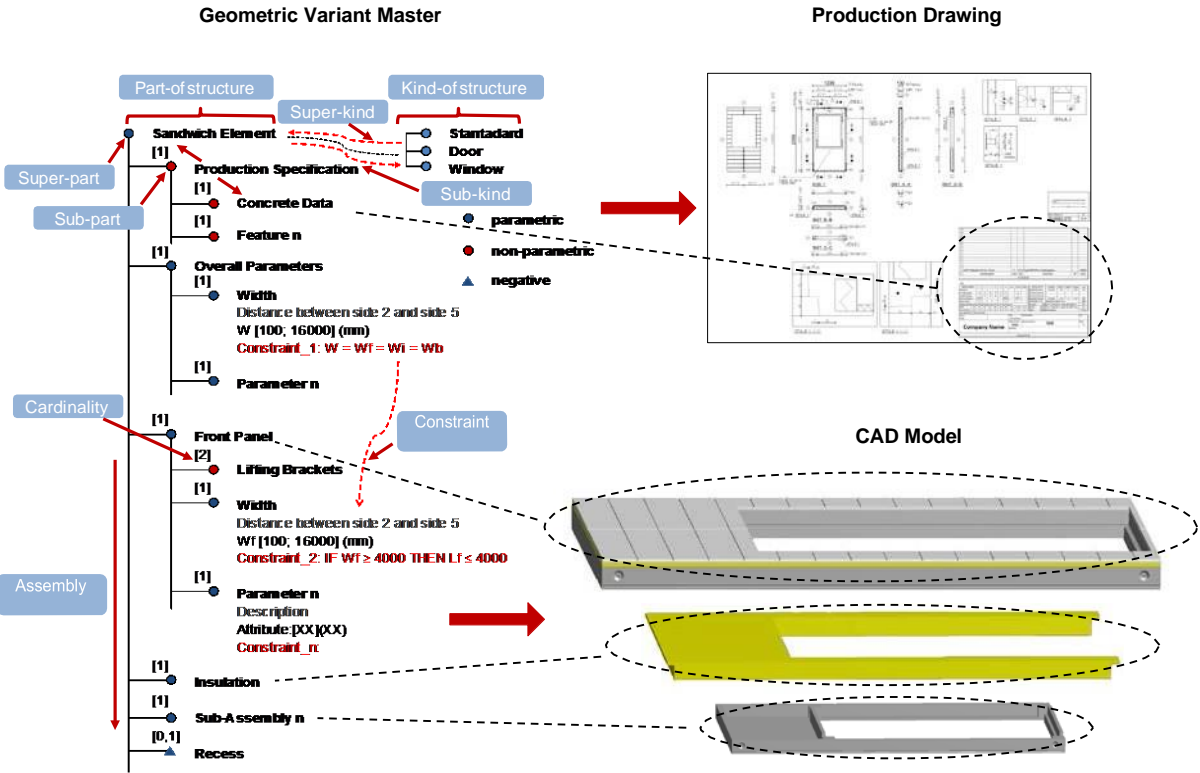 Geometric Variant Master
Production Drawing
Part-of structure
Kind-of structure
Super-kind
Sandwich Element
Stantadard
Door
Window
[1]
Production Specification
Super-part
Sub-kind
[1]
Concrete Data
Sub-part
parametric
[1]
Feature n
non-parametric
[1]
Overall Parameters
negative
[1]
Width
Distance between side 2 and side 5
W [100; 16000] (mm)
Constraint_1: W = Wf = Wi = Wb
Company Name
[1]
Parameter n
Cardinality
[1]
Front Panel
Constraint
CAD Model
[2]
Lifting Brackets
[1]
Width
Distance between side 2 and side 5
Wf [100; 16000] (mm)
Constraint_2: IF Wf ≥ 4000 THEN Lf ≤ 4000
Assembly
[1]
Parameter n
Description
Attribute:[XX](XX)
Constraint_n:
[1]
Insulation
[1]
Sub-Assembly n
[0,1]
Recess